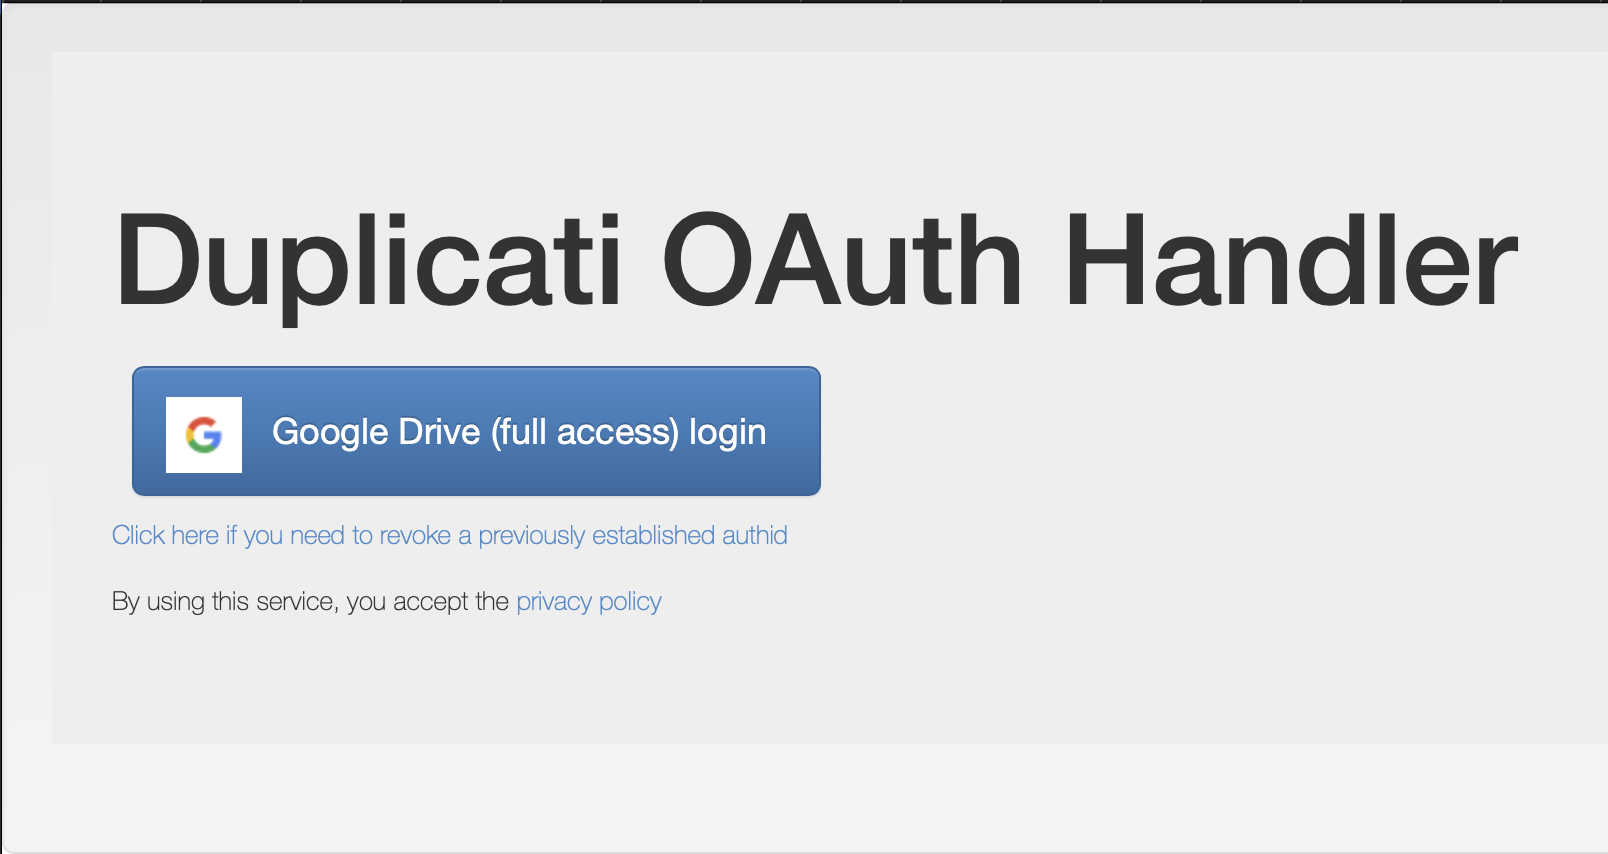 Duplicati OAuth Handler
Google Drive (full access) login
Click here if you need to revoke a previously established authid
By using this service, you accept the privacy policy